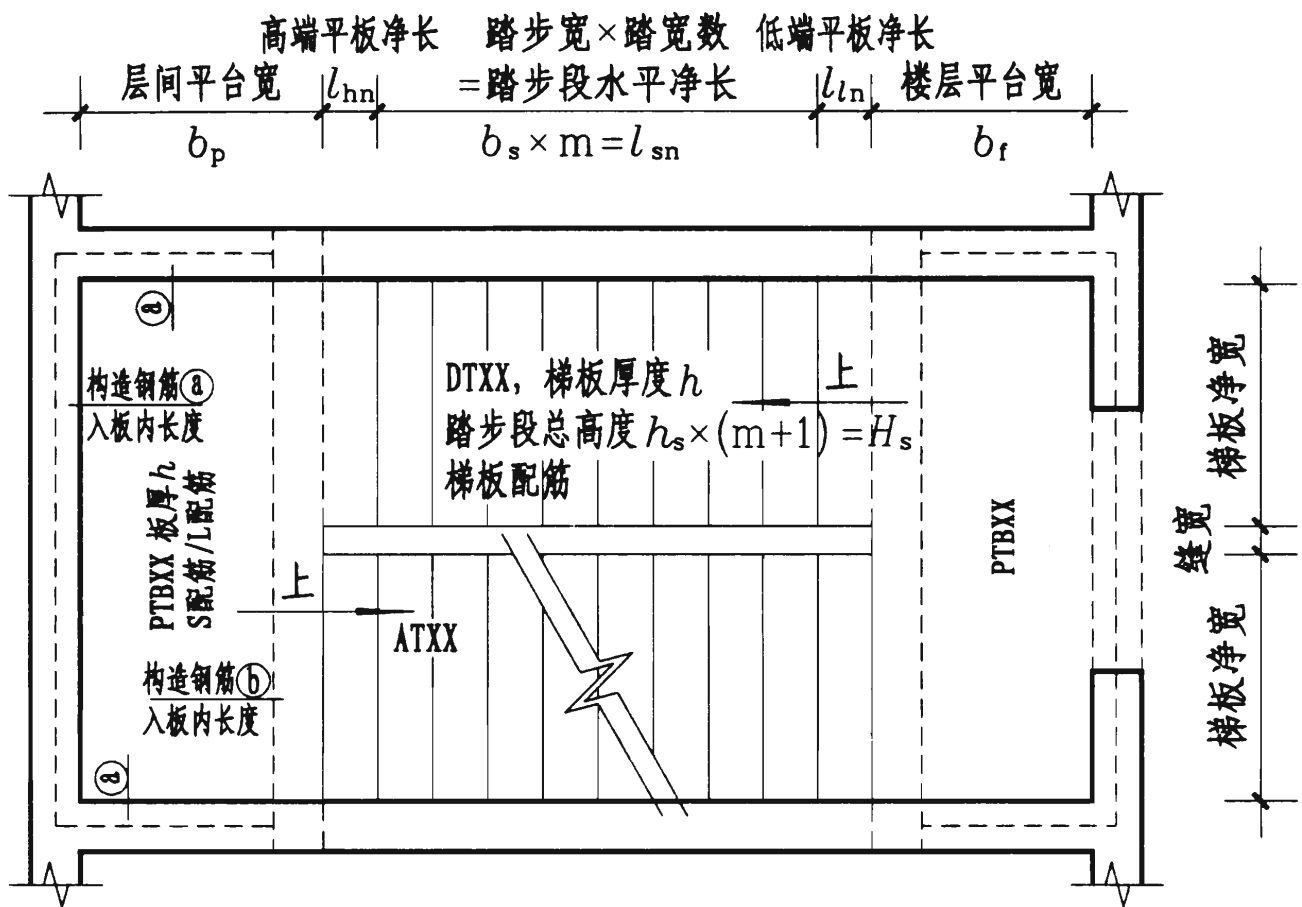 高端平板净长 踏步宽×踏宽数 低端平板净长
层间平台宽 lhn =踏步段水平净长 lln 楼层平台宽
bp bs×m=lsn bf
ⓐ
构造钢筋ⓐ
入板内长度
DTXX, 梯板厚度h
上
踏步段总高度hs×(m+1)=Hs
梯板配筋
梯板净宽
PTBXX 板厚h
S配筋/L配筋
PTBXX
缝宽
上
ATXX
构造钢筋ⓑ
入板内长度
梯板净宽
ⓐ